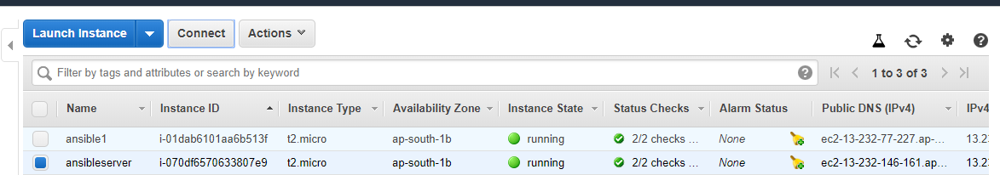 Launch Instance Connect Actions
Filter by tags and attributes or search by keyword 1 to 3 of 3
Name Instance ID Instance Type Availability Zone Instance State Status Checks Alarm Status Public DNS (IPv4) IPv4
ansible1 i-01dab6101aa6b513f t2.micro ap-south-1b running 2/2 checks ... None ec2-13-232-77-227.ap-... 13.23
ansibleserver i-070df6570633807e9 t2.micro ap-south-1b running 2/2 checks ... None ec2-13-232-146-161.ap... 13.23